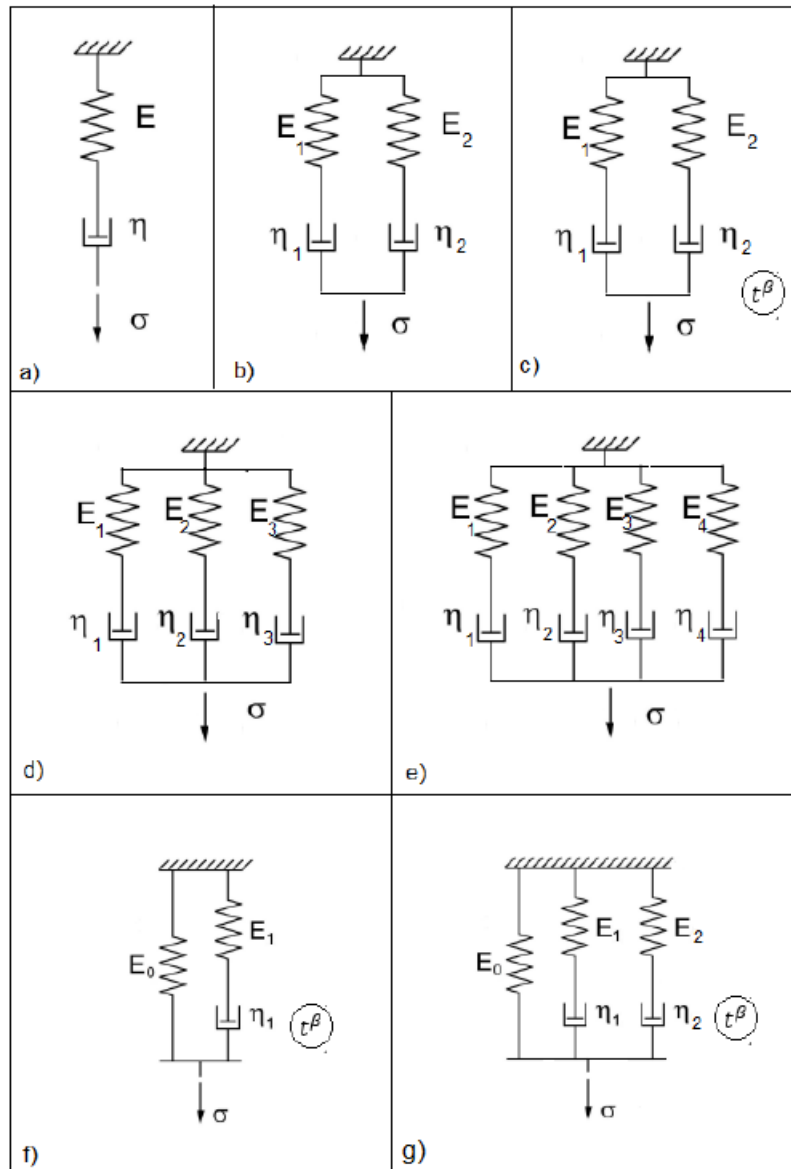 E
η
σ
a)
E₁ E₂
η₁ η₂
σ
b)
E₁ E₂
η₁ η₂
t^β
σ
c)
E₁ E₂ E₃
η₁ η₂ η₃
σ
d)
E₁ E₂ E₃ E₄
η₁ η₂ η₃ η₄
σ
e)
E₁
E₀
η₁ t^β
σ
f)
E₁ E₂
E₀
η₁ η₂ t^β
σ
g)